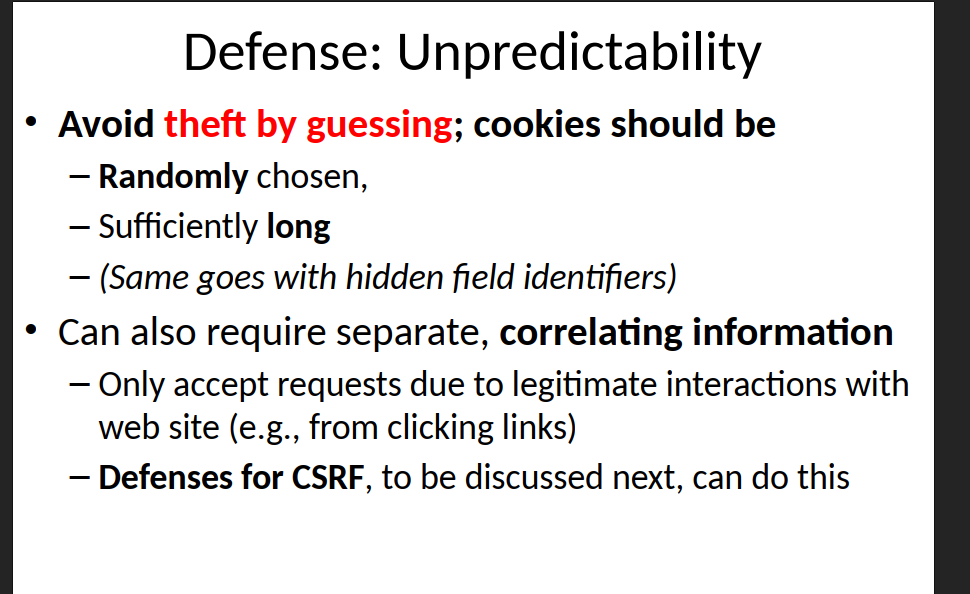 Defense: Unpredictability
• Avoid theft by guessing; cookies should be
– Randomly chosen,
– Sufficiently long
– (Same goes with hidden field identifiers)
• Can also require separate, correlating information
– Only accept requests due to legitimate interactions with
web site (e.g., from clicking links)
– Defenses for CSRF, to be discussed next, can do this